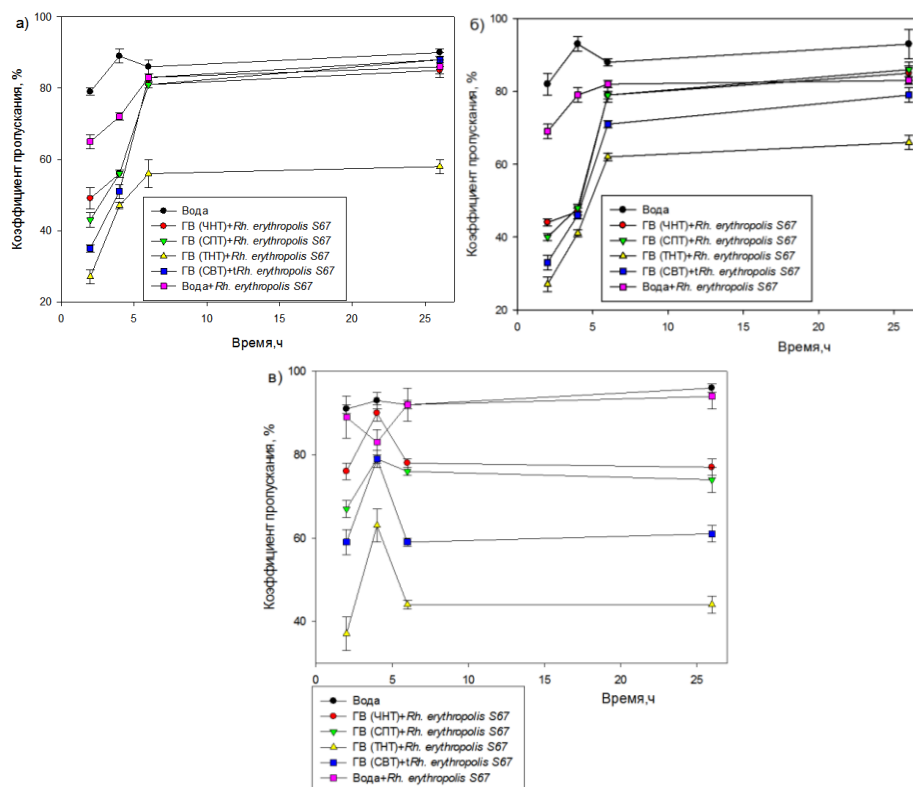 а)
100
80
60
40
20
Коэффициент пропускания, %
Вода
ГВ (ЧНТ)+Rh. erythropolis S67
ГВ (СПТ)+Rh. erythropolis S67
ГВ (ТНТ)+Rh. erythropolis S67
ГВ (СВТ)+tRh. erythropolis S67
Вода+Rh. erythropolis S67
0 5 10 15 20 25
Время,ч
б)
100
80
60
40
20
Коэффициент пропускания, %
Вода
ГВ (ЧНТ)+Rh. erythropolis S67
ГВ (СПТ)+Rh. erythropolis S67
ГВ (ТНТ)+Rh. erythropolis S67
ГВ (СВТ)+tRh. erythropolis S67
Вода+Rh. erythropolis S67
0 5 10 15 20 25
Время,ч
в)
100
80
60
40
Коэффициент пропускания, %
0 5 10 15 20 25
Время,ч
Вода
ГВ (ЧНТ)+Rh. erythropolis S67
ГВ (СПТ)+Rh. erythropolis S67
ГВ (ТНТ)+Rh. erythropolis S67
ГВ (СВТ)+tRh. erythropolis S67
Вода+Rh. erythropolis S67